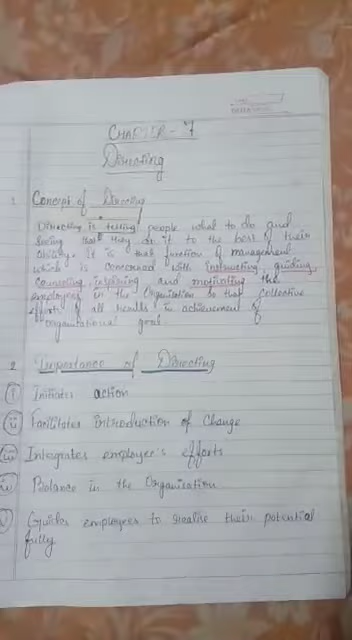 CHAPTER - 7
Directing
1. Concept of Directing
Directing is telling people what to do and
seeing that they do it to the best of their
ability. It is that function of management
which is concerned with instructing, guiding,
counseling, inspiring and motivating the
employees in the Organisation so that collective
efforts of all results in achievement of
organisational goal
2. Importance of Directing
(i) Initiates action
(ii) Facilitates Introduction of Change
(iii) Integrates employee's efforts
(iv) Balance in the Organisation
(v) Guides employees to realise their potential
fully